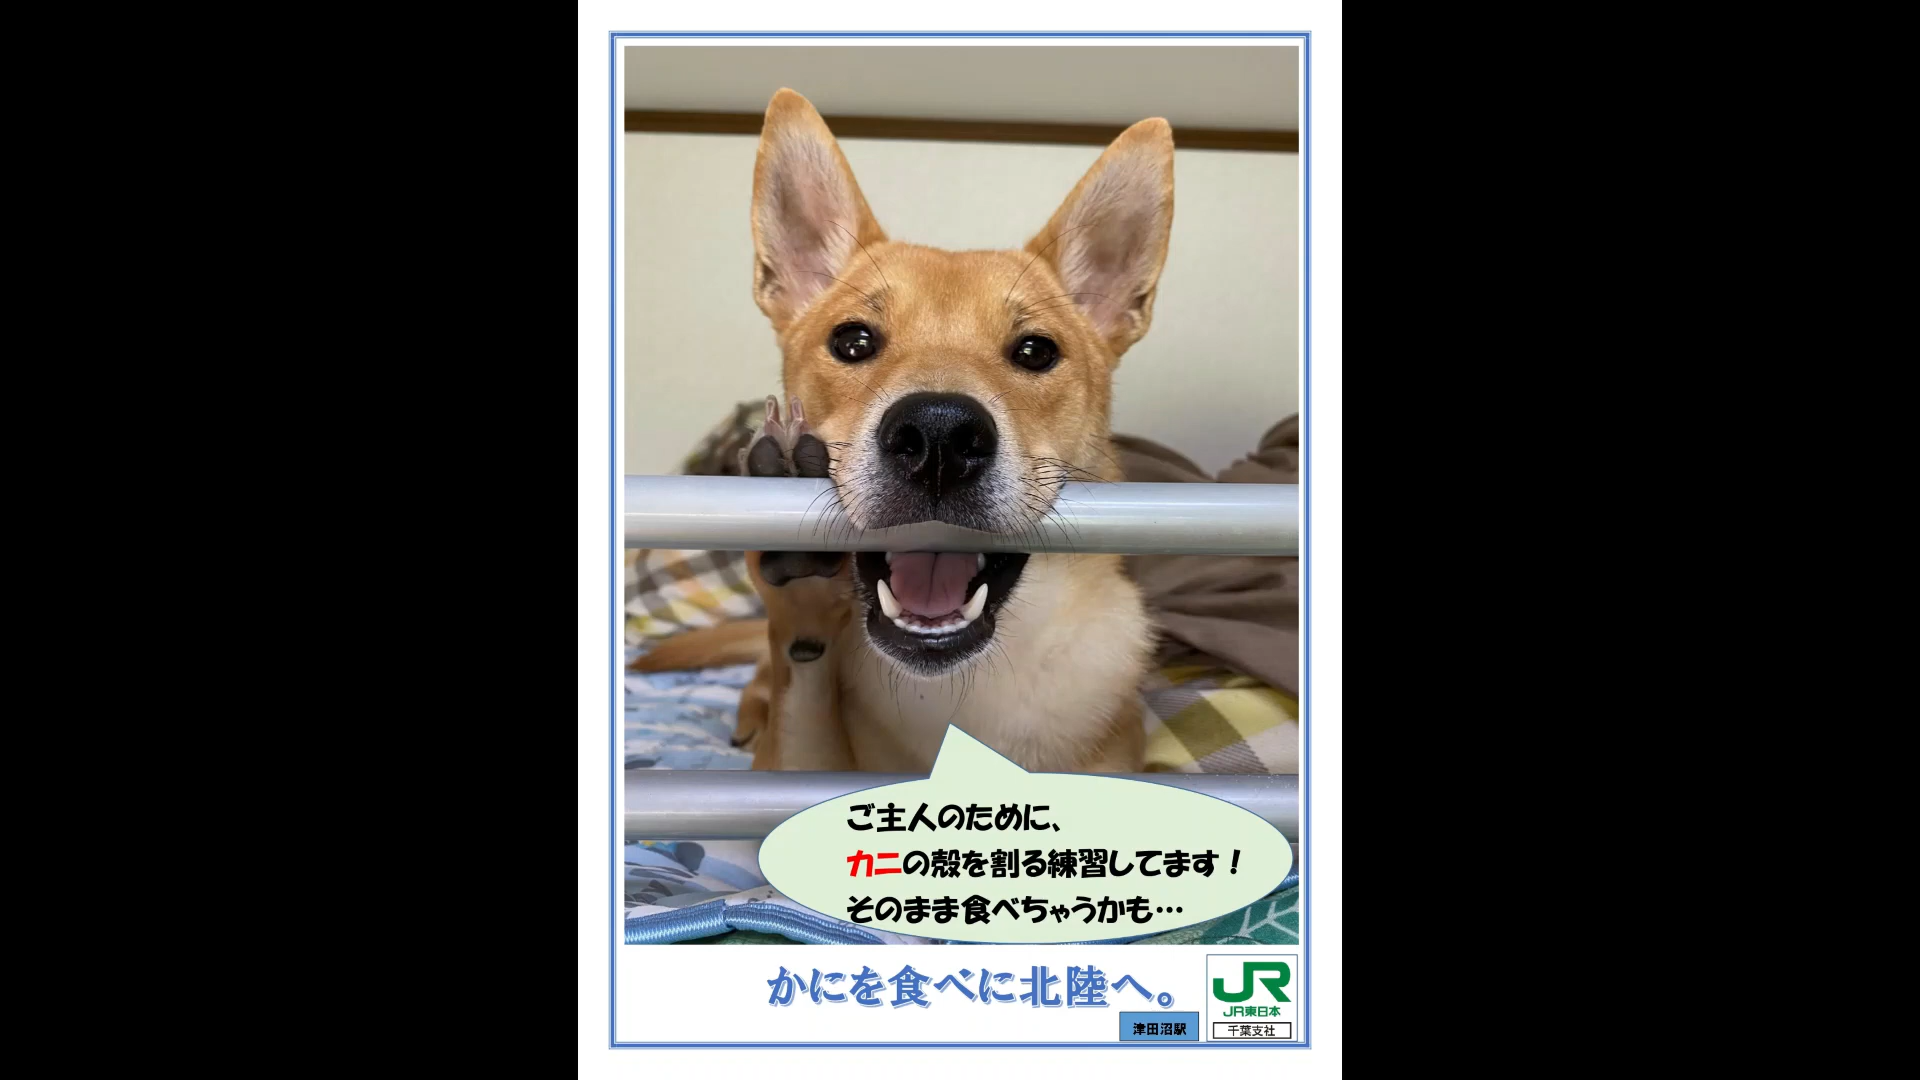 ご主人のために、
カニの殻を割る練習してます！
そのまま食べちゃうかも…
かにを食べに北陸へ。
津田沼駅
JR
JR東日本
千葉支社